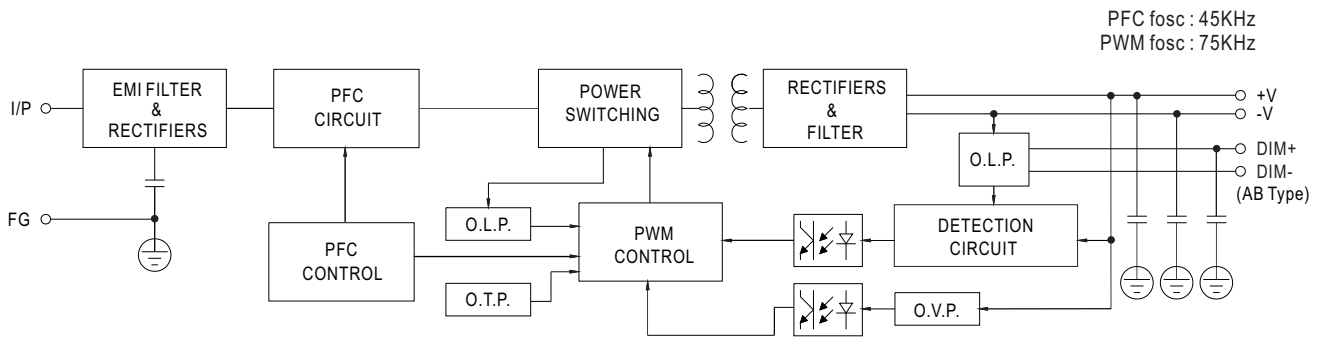 PFC fosc : 45KHz
PWM fosc : 75KHz
I/P
EMI FILTER
&
RECTIFIERS
PFC
CIRCUIT
POWER
SWITCHING
RECTIFIERS
&
FILTER
+V
-V
O.L.P.
DIM+
DIM-
(AB Type)
FG
O.L.P.
PFC
CONTROL
PWM
CONTROL
DETECTION
CIRCUIT
O.T.P.
O.V.P.